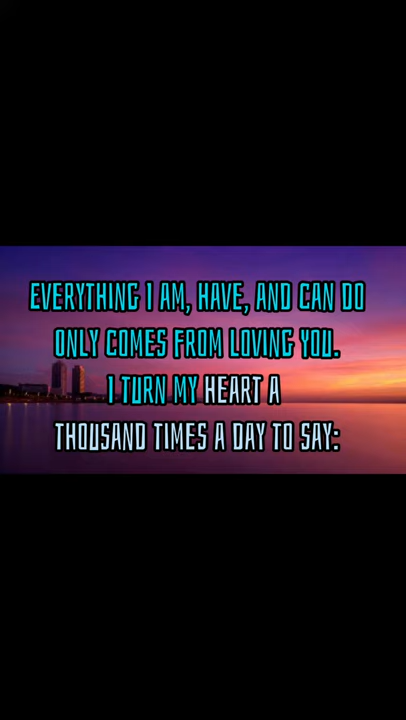 EVERYTHING I AM, HAVE, AND CAN DO
ONLY COMES FROM LOVING YOU.
I TURN MY HEART A
THOUSAND TIMES A DAY TO SAY: